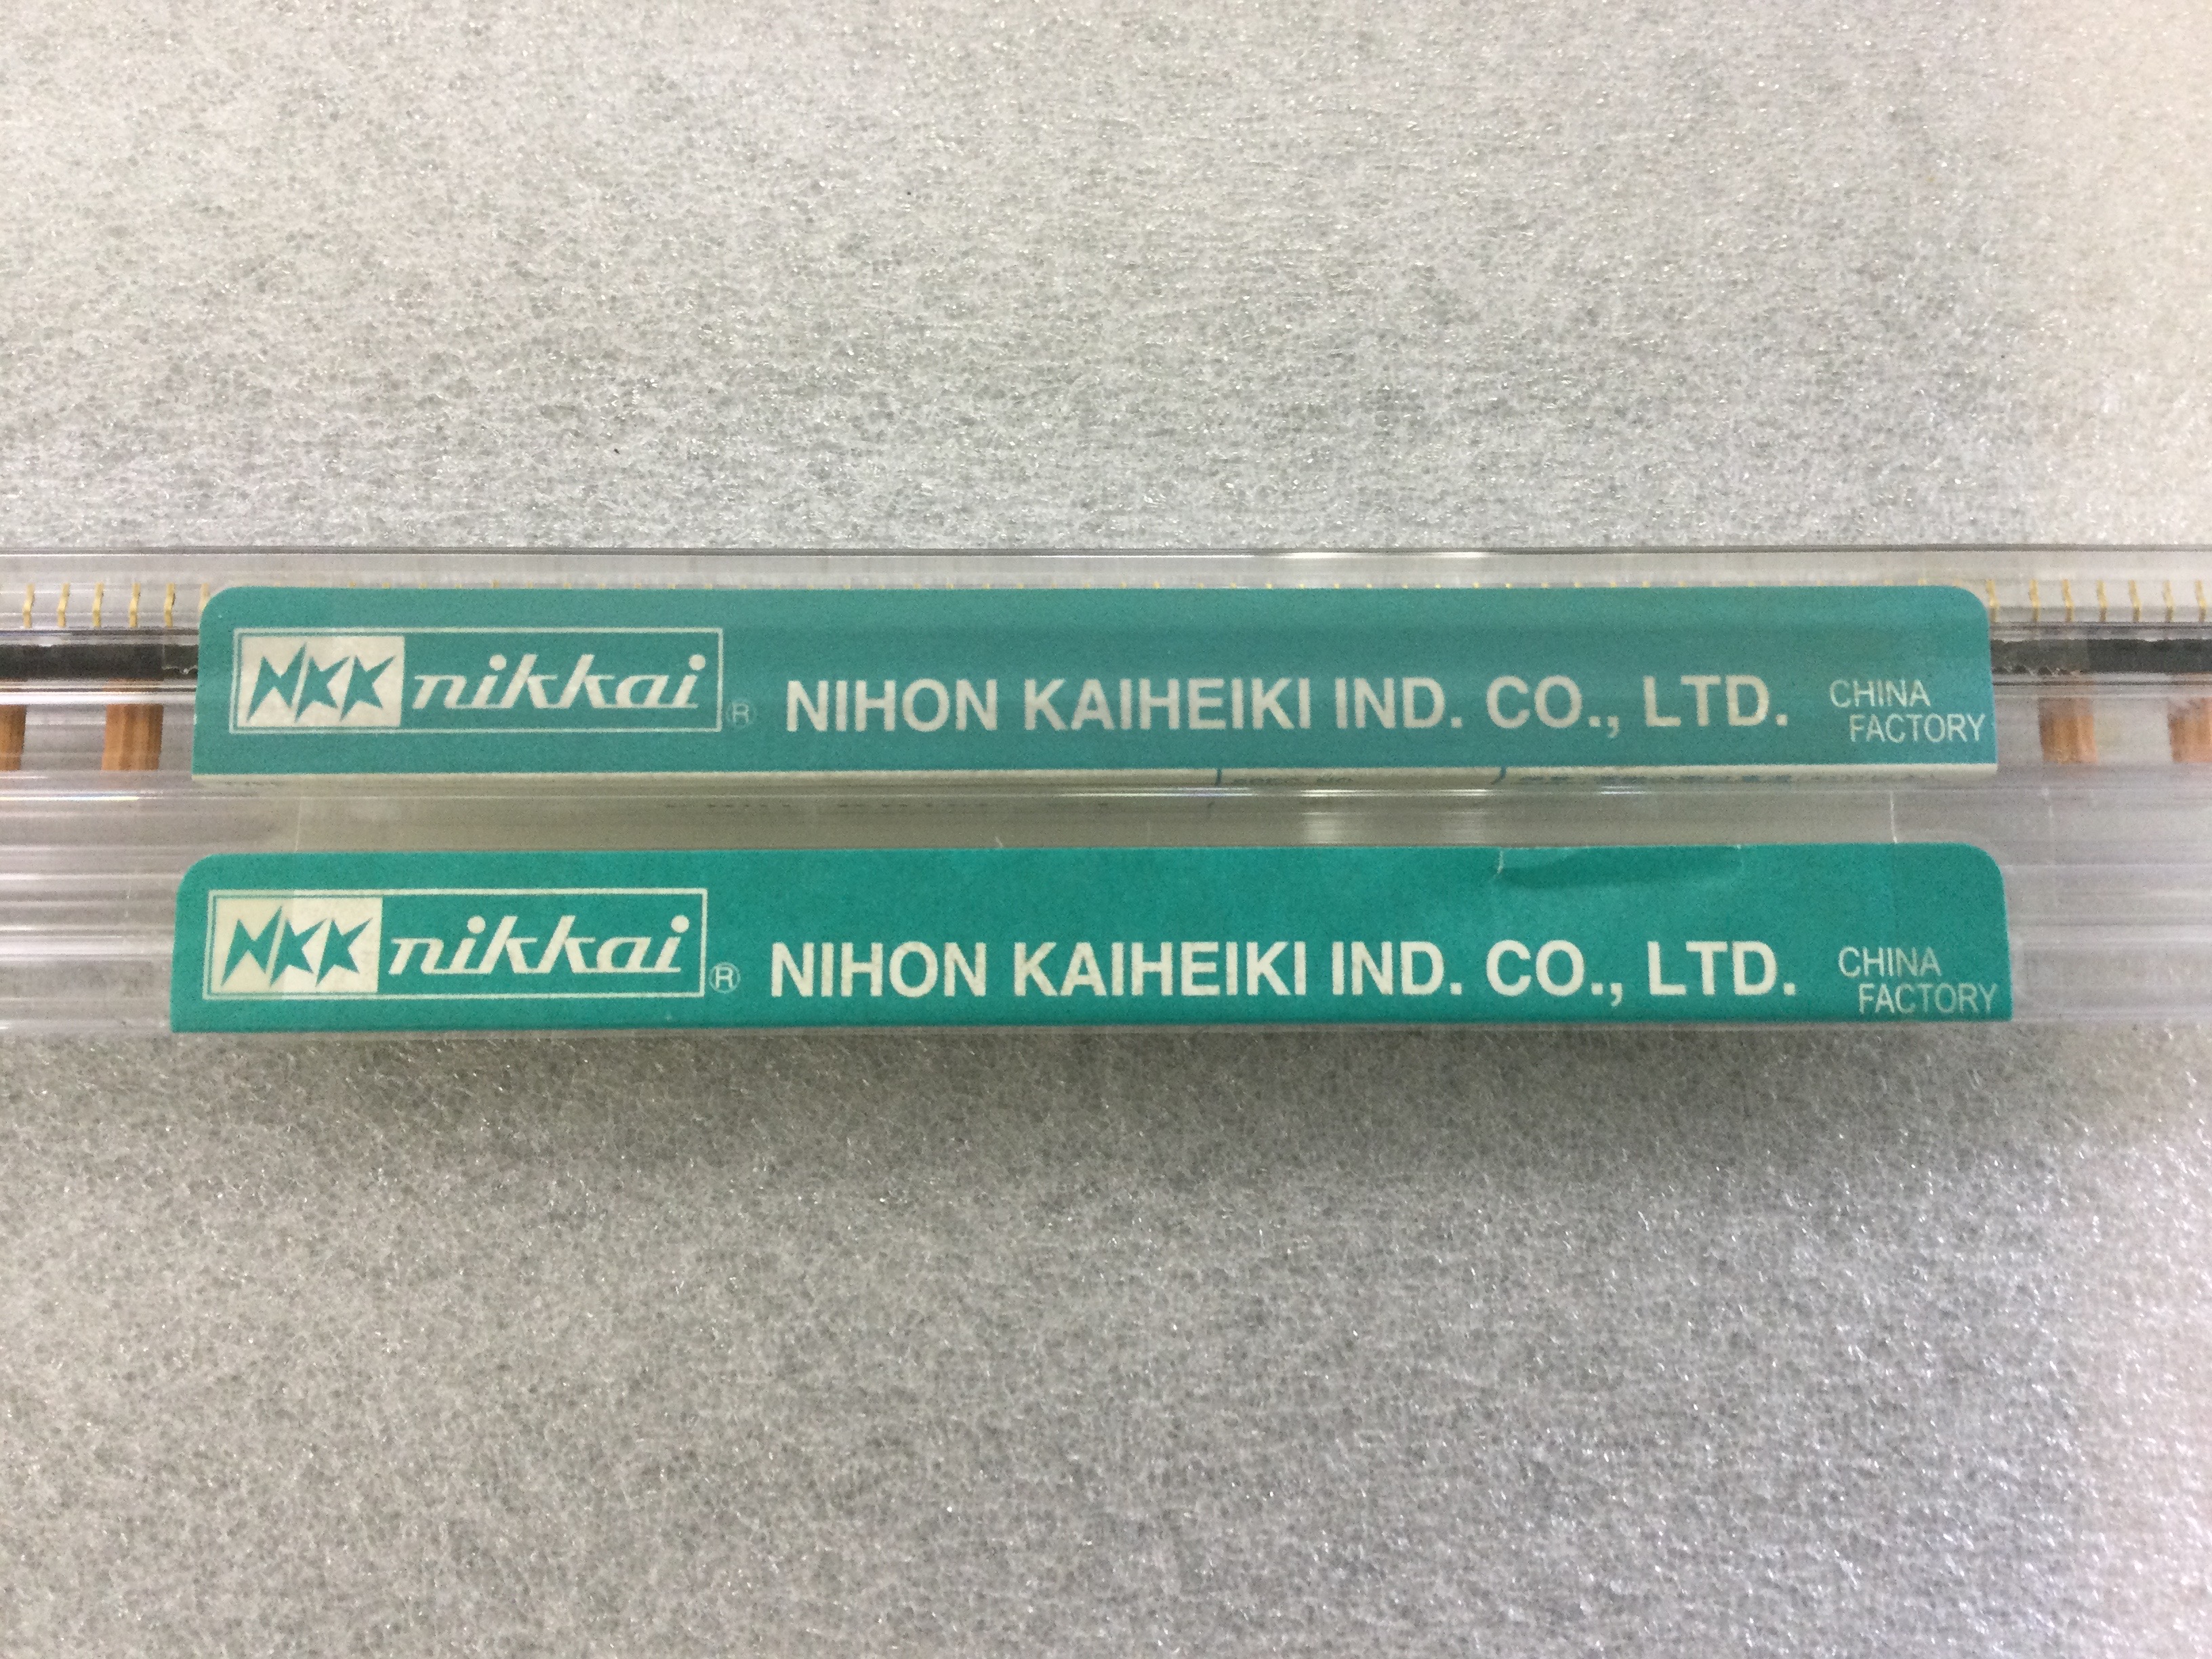 NKK nikkai ® NIHON KAIHEIKI IND. CO., LTD. CHINA
FACTORY
NKK nikkai ® NIHON KAIHEIKI IND. CO., LTD. CHINA
FACTORY